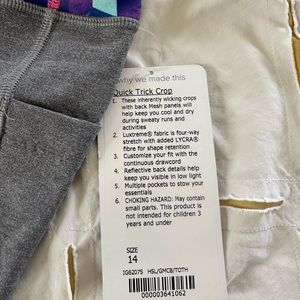 why we made this
Quick Trick Crop
1. These inherently wicking crops
with back Mesh panels will
help keep you cool and dry
during sweaty runs and
activities
2. Luxtreme® fabric is four-way
stretch with added LYCRA®
fibre for shape retention
3. Customize your fit with the
continuous drawcord
4. Reflective back details help
keep you visible in low light
5. Multiple pockets to stow your
essentials
6. CHOKING HAZARD: May contain
small parts. This product is
not intended for children 3
years and under
SIZE
14
IG6207S HSL/GMCB/TOTH
000003641062